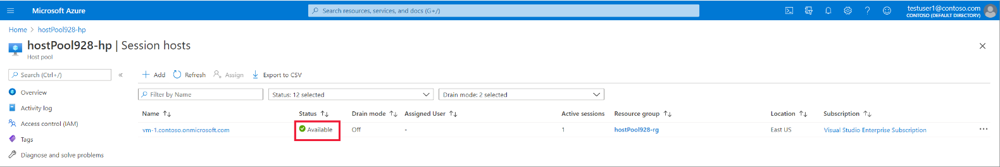 Microsoft Azure
Search resources, services, and docs (G+/)
testuser1@contoso.com
CONTOSO (DEFAULT DIRECTORY)
Home > hostPool928-hp
hostPool928-hp | Session hosts
Host pool
Search (Ctrl+/)
«
Add Refresh Assign Export to CSV
Overview
Activity log
Access control (IAM)
Tags
Diagnose and solve problems
Filter by Name Status: 12 selected Drain mode: 2 selected
Name Status Drain mode Assigned User Active sessions Resource group Location Subscription
vm-1.contoso.onmicrosoft.com Available Off - 1 hostPool928-rg East US Visual Studio Enterprise Subscription ...